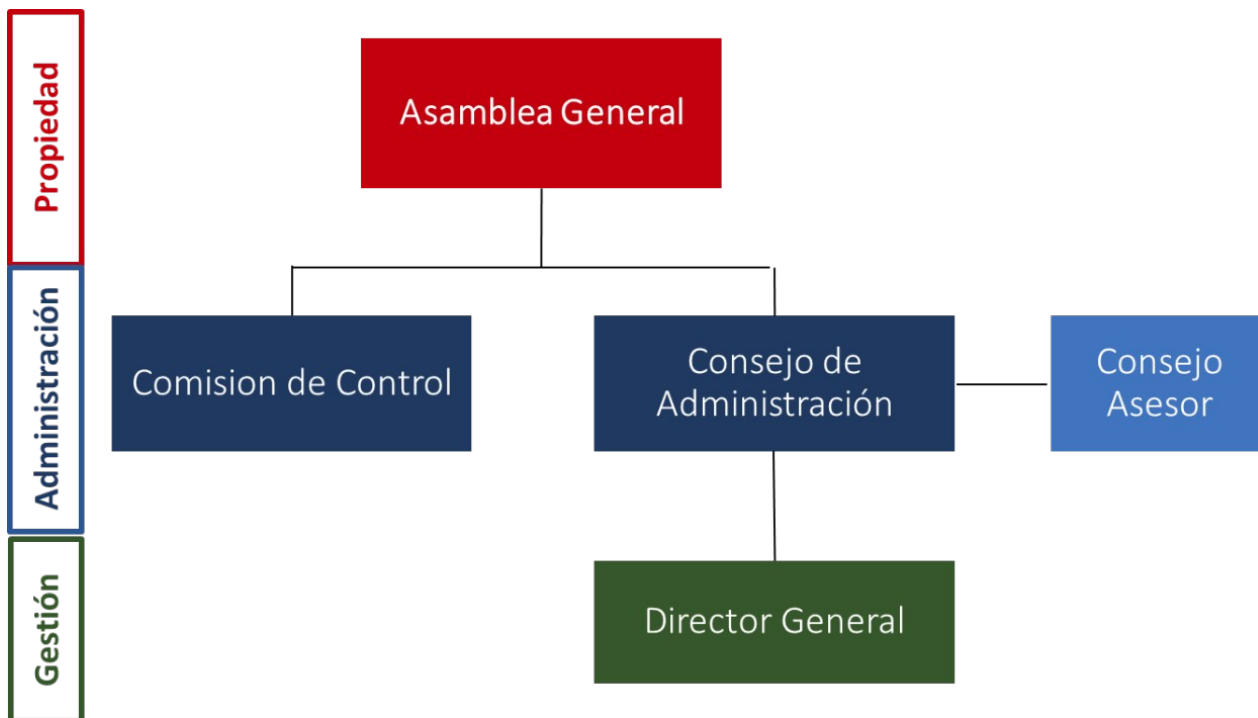 Propiedad
Asamblea General
Administración
Comision de Control
Consejo de
Administración
Consejo
Asesor
Gestión
Director General